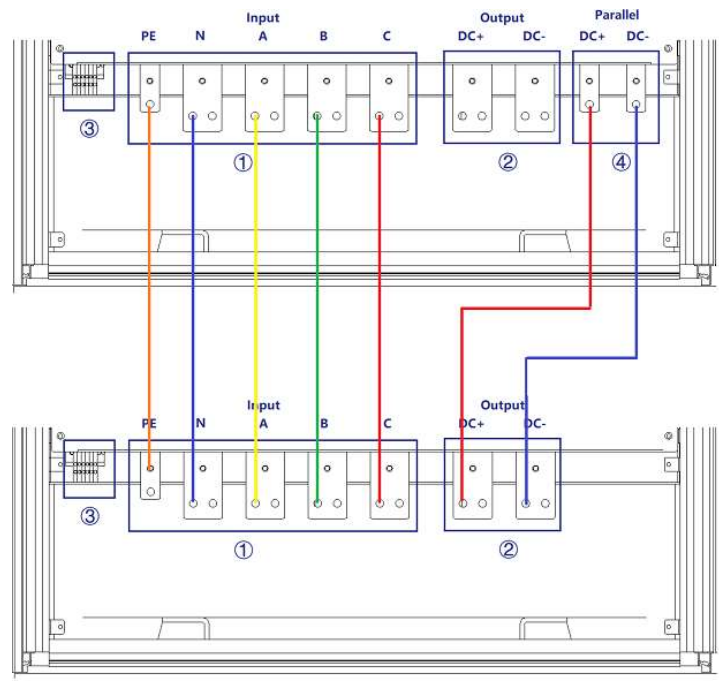 Input Output Parallel
PE N A B C DC+ DC- DC+ DC-
③ ① ② ④
Input Output
PE N A B C DC+ DC-
③ ① ②